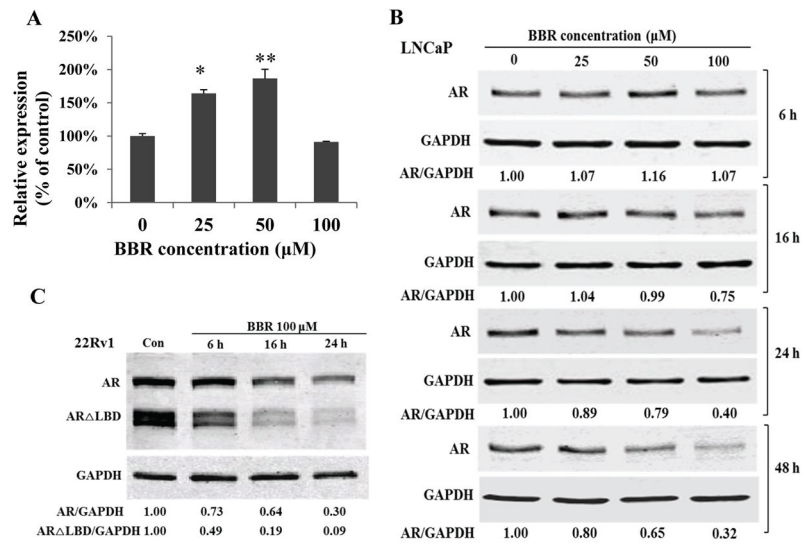 A
250%
200%
150%
100%
50%
0%
Relative expression
(% of control)
*
**
0 25 50 100
BBR concentration (µM)
B
BBR concentration (µM)
LNCaP
0 25 50 100
AR
GAPDH
AR/GAPDH 1.00 1.07 1.16 1.07
6 h
AR
GAPDH
AR/GAPDH 1.00 1.04 0.99 0.75
16 h
AR
GAPDH
AR/GAPDH 1.00 0.89 0.79 0.40
24 h
AR
GAPDH
AR/GAPDH 1.00 0.80 0.65 0.32
48 h
C
BBR 100 µM
22Rv1 Con 6 h 16 h 24 h
AR
AR△LBD
GAPDH
AR/GAPDH 1.00 0.73 0.64 0.30
AR△LBD/GAPDH 1.00 0.49 0.19 0.09